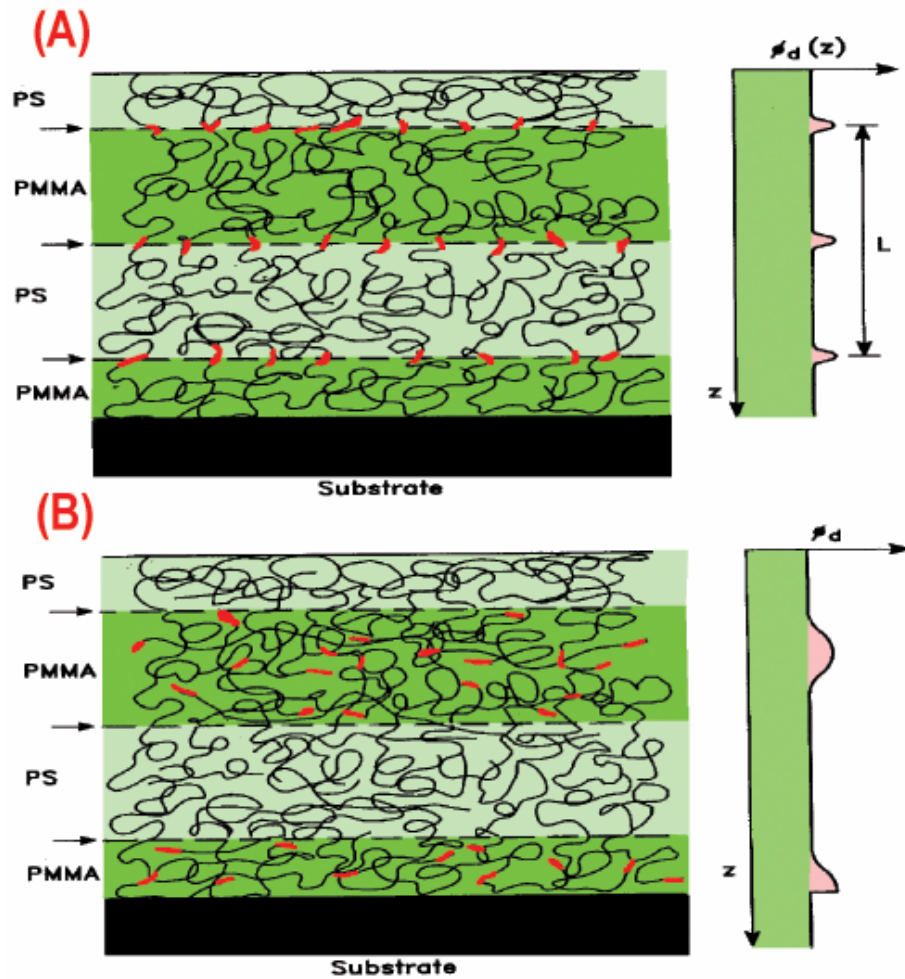 (A)
ϕd (z)
PS
PMMA
L
PS
z
PMMA
Substrate
(B)
ϕd
PS
PMMA
PS
z
PMMA
Substrate